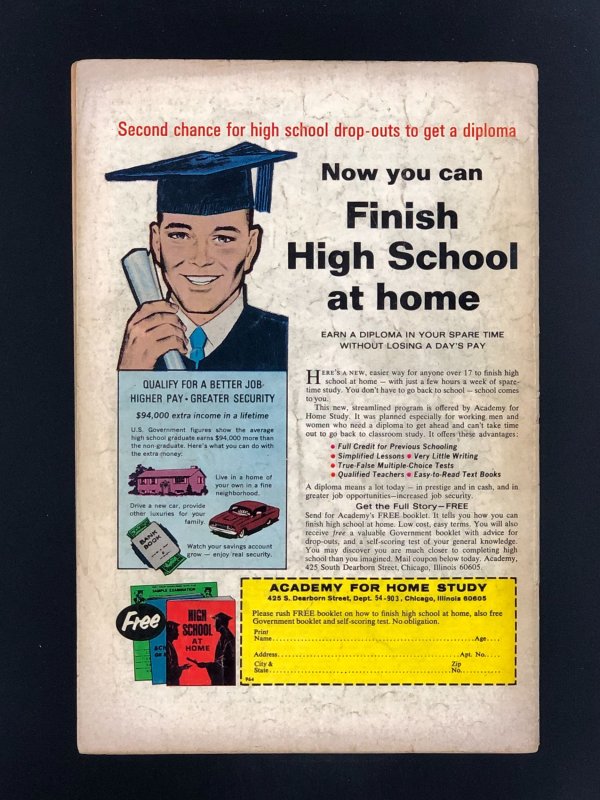 Second chance for high school drop-outs to get a diploma
Now you can
Finish
High School
at home
EARN A DIPLOMA IN YOUR SPARE TIME
WITHOUT LOSING A DAY'S PAY
QUALIFY FOR A BETTER JOB·
HIGHER PAY · GREATER SECURITY
$94,000 extra income in a lifetime
U.S. Government figures show the average
high school graduate earns $94,000 more than
the non-graduate. Here's what you can do with
the extra money:
Live in a home of
your own in a fine
neighborhood.
Drive a new car, provide
other luxuries for your
family.
BANK
BOOK
Watch your savings account
grow — enjoy real security.
HERE'S A NEW, easier way for anyone over 17 to finish high
school at home — with just a few hours a week of spare-
time study. You don't have to go back to school — school comes
to you.
This new, streamlined program is offered by Academy for
Home Study. It was planned especially for working men and
women who need a diploma to get ahead and can't take time
out to go back to classroom study. It offers these advantages:
• Full Credit for Previous Schooling
• Simplified Lessons • Very Little Writing
• True-False Multiple-Choice Tests
• Qualified Teachers • Easy-to-Read Text Books
A diploma means a lot today — in prestige and in cash, and in
greater job opportunities—increased job security.
Get the Full Story—FREE
Send for Academy's FREE booklet. It tells you how you can
finish high school at home. Low cost, easy terms. You will also
receive free a valuable Government booklet with advice for
drop-outs, and a self-scoring test of your general knowledge.
You may discover you are much closer to completing high
school than you imagined. Mail coupon below today. Academy,
425 South Dearborn Street, Chicago, Illinois 60605.
SAMPLE EXAMINATION
Free
HIGH
SCHOOL
AT
HOME
ACADEMY FOR HOME STUDY
425 S. Dearborn Street, Dept. 54-903, Chicago, Illinois 60605
Please rush FREE booklet on how to finish high school at home, also free
Government booklet and self-scoring test. No obligation.
Print
Name Age
Address Apt. No.
City & Zip
State No.
964